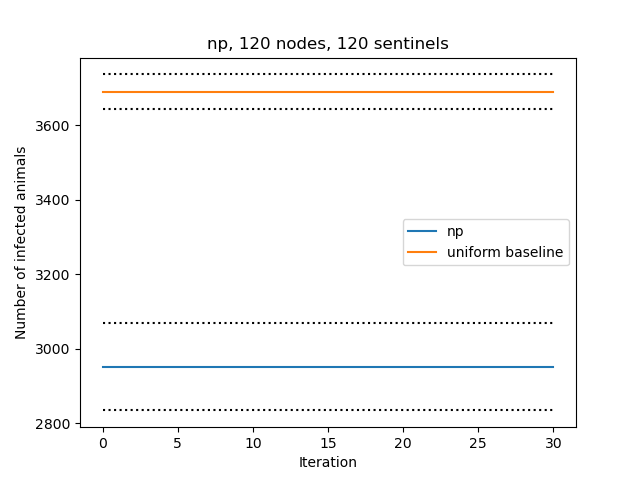 np, 120 nodes, 120 sentinels
Number of infected animals
3600
3400
3200
3000
2800
np
uniform baseline
0 5 10 15 20 25 30
Iteration